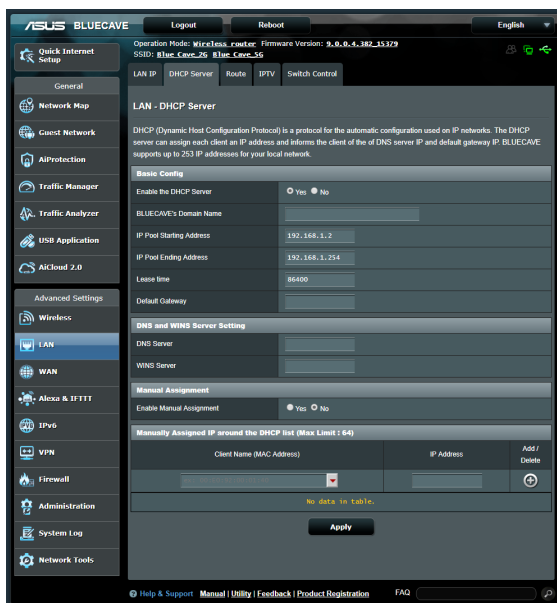 ASUS BLUECAVE Logout Reboot English
Quick Internet Setup
Operation Mode: Wireless router Firmware Version: 9.0.0.4.382_15379
SSID: Blue Cave_2G Blue Cave_5G
LAN IP DHCP Server Route IPTV Switch Control
General
Network Map
Guest Network
AiProtection
Traffic Manager
Traffic Analyzer
USB Application
AiCloud 2.0
Advanced Settings
Wireless
LAN
WAN
Alexa & IFTTT
IPv6
VPN
Firewall
Administration
System Log
Network Tools
LAN - DHCP Server
DHCP (Dynamic Host Configuration Protocol) is a protocol for the automatic configuration used on IP networks. The DHCP
server can assign each client an IP address and informs the client of the of DNS server IP and default gateway IP. BLUECAVE
supports up to 253 IP addresses for your local network.
Basic Config
Enable the DHCP Server Yes No
BLUECAVE's Domain Name
IP Pool Starting Address 192.168.1.2
IP Pool Ending Address 192.168.1.254
Lease time 86400
Default Gateway
DNS and WINS Server Setting
DNS Server
WINS Server
Manual Assignment
Enable Manual Assignment Yes No
Manually Assigned IP around the DHCP list (Max Limit : 64)
Client Name (MAC Address) IP Address Add / Delete
No data in table.
Apply
Help & Support Manual | Utility | Feedback | Product Registration FAQ